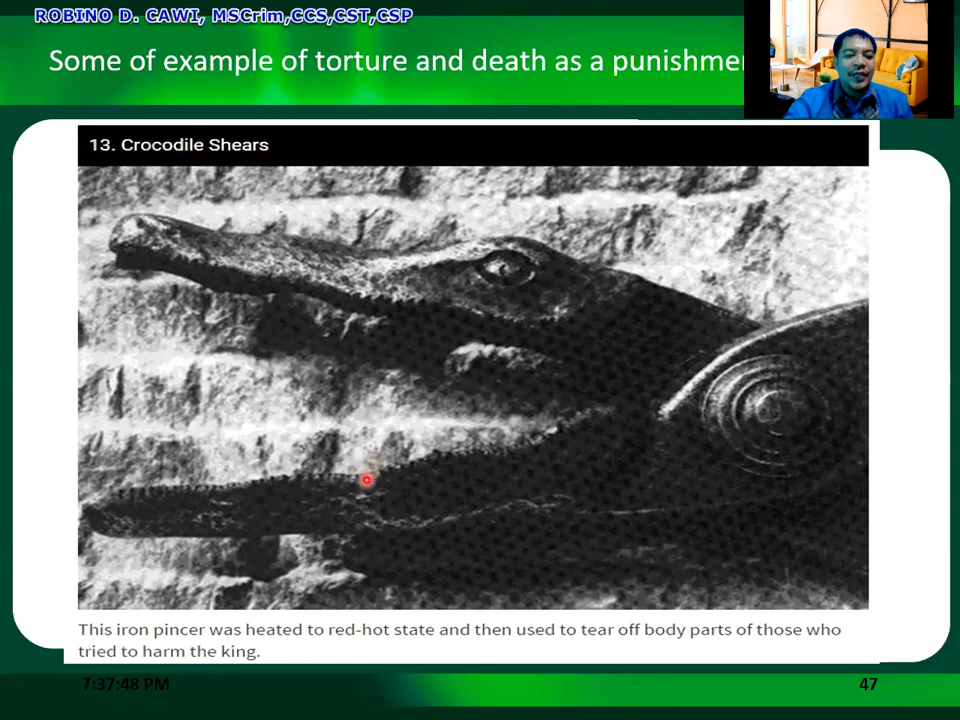 ROBINO D. CAWI, MSCrim,CCS,CST,CSP
Some of example of torture and death as a
13. Crocodile Shears
This iron pincer was heated to red-hot state and then used to tear off body parts of those who
tried to harm the king.
7:37:48 PM
47